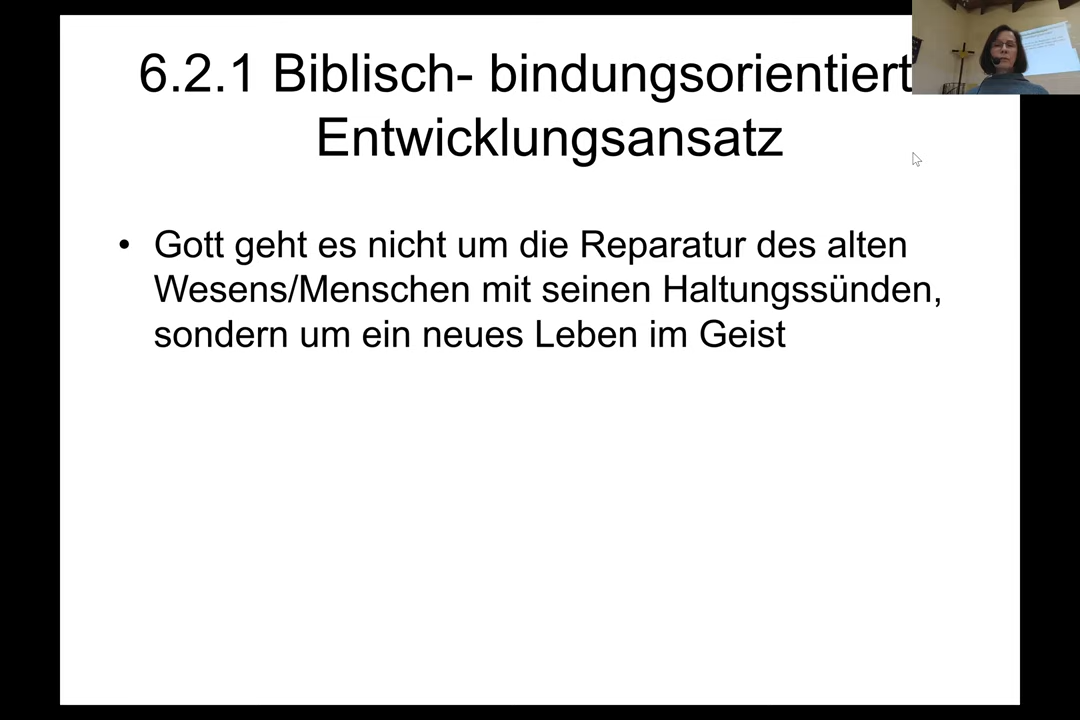 6.2.1 Biblisch- bindungsorientiert
Entwicklungsansatz
• Gott geht es nicht um die Reparatur des alten
Wesens/Menschen mit seinen Haltungssünden,
sondern um ein neues Leben im Geist